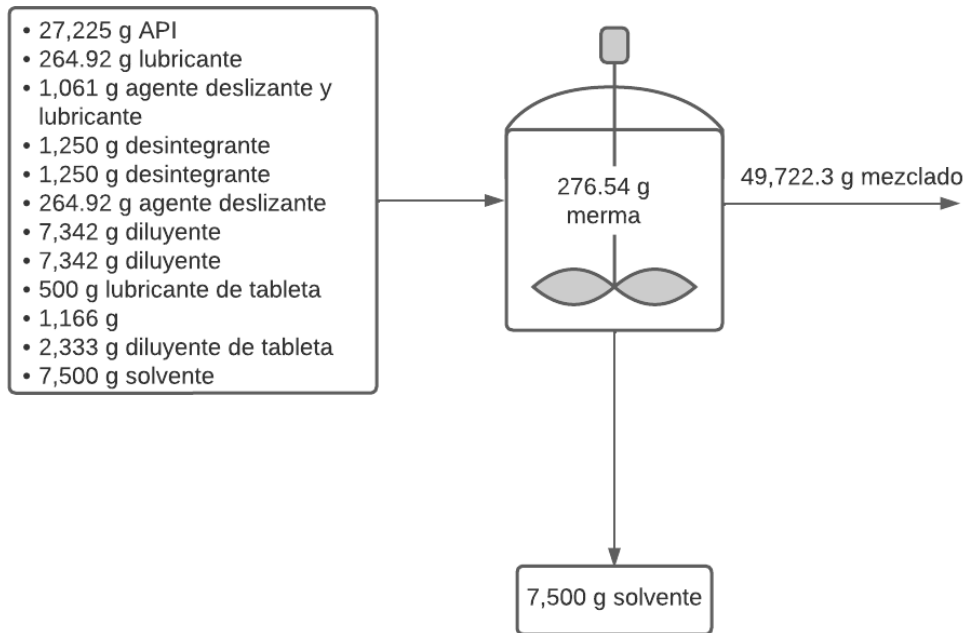 • 27,225 g API
• 264.92 g lubricante
• 1,061 g agente deslizante y
lubricante
• 1,250 g desintegrante
• 1,250 g desintegrante
• 264.92 g agente deslizante
• 7,342 g diluyente
• 7,342 g diluyente
• 500 g lubricante de tableta
• 1,166 g
• 2,333 g diluyente de tableta
• 7,500 g solvente
276.54 g
merma
49,722.3 g mezclado
7,500 g solvente